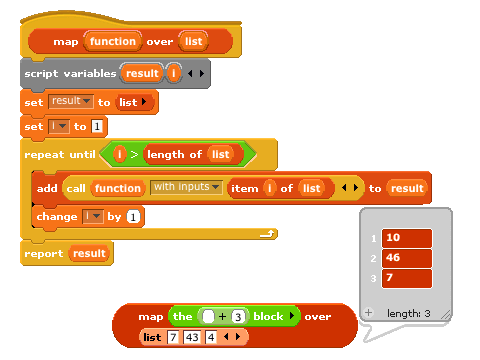 map function over list
script variables result i
set result to list
set i to 1
repeat until i > length of list
add call function with inputs item i of list to result
change i by 1
report result
map the + 3 block over
list 7 43 4
1 10
2 46
3 7
+ length: 3